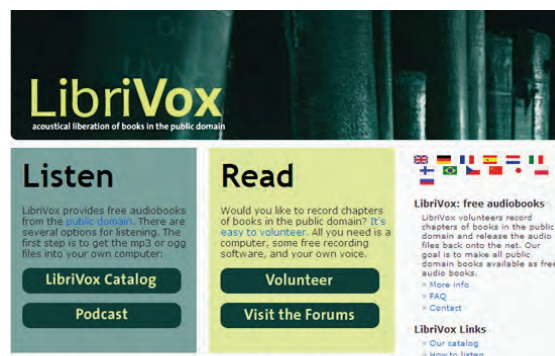 LibriVox
acoustical liberation of books in the public domain
Listen
LibriVox provides free audiobooks
from the public domain. There are
several options for listening. The
first step is to get the mp3 or ogg
files into your own computer:
LibriVox Catalog
Podcast
Read
Would you like to record chapters
of books in the public domain? It's
easy to volunteer. All you need is a
computer, some free recording
software, and your own voice.
Volunteer
Visit the Forums
LibriVox: free audiobooks
LibriVox volunteers record
chapters of books in the public
domain and release the audio
files back onto the net. Our
goal is to make all public
domain books available as free
audio books.
» More info
» FAQ
» Contact
LibriVox Links
» Our catalog
» How to listen